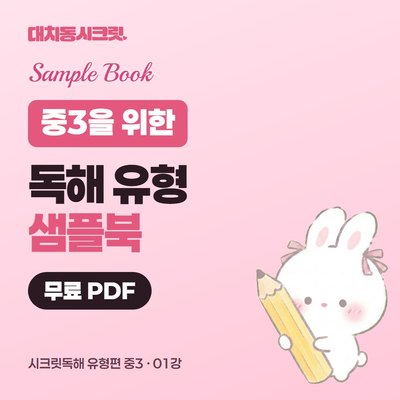 대치동시크릿.
Sample Book
중3을 위한
독해 유형
샘플북
무료 PDF
시크릿독해 유형편 중3 · 01강